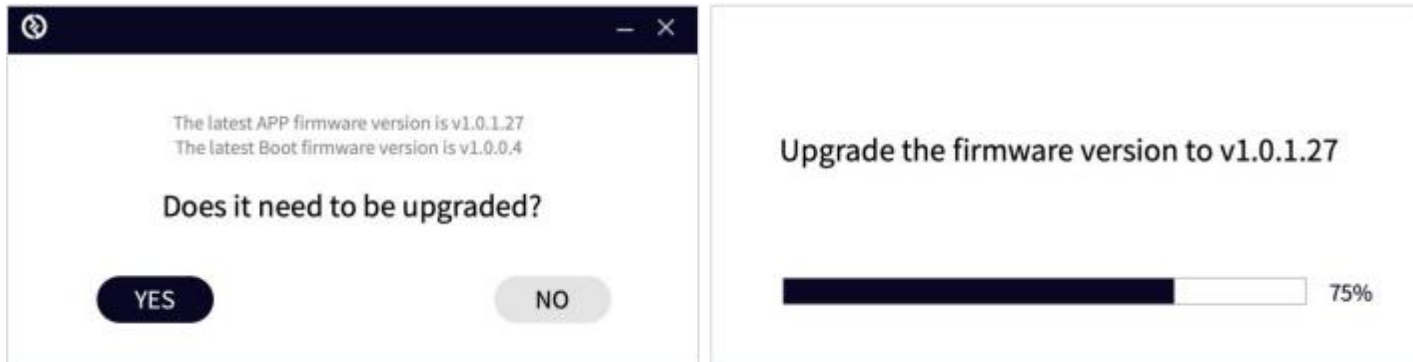 The latest APP firmware version is v1.0.1.27
The latest Boot firmware version is v1.0.0.4
Does it need to be upgraded?
YES
NO
Upgrade the firmware version to v1.0.1.27
75%